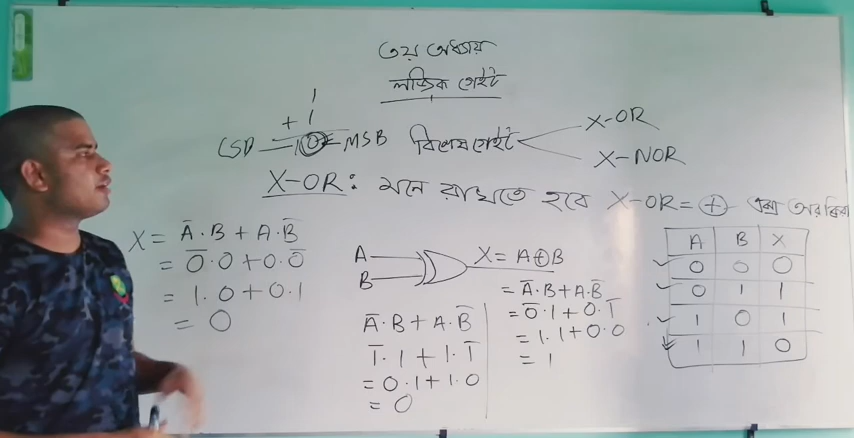 ৩য় অধ্যায়
লজিক গেইট
1
+ 1
10 = MSB
বিশেষ গেইট
X-OR
X-NOR
X-OR: মনে রাখতে হবে X-OR = ⊕
X = A̅·B + A·B̅
= 0̅·0 + 0·0̅
= 1·0 + 0·1
= 0
A
B
X = A⊕B
= A̅·B + A·B̅
= 0̅·1 + 0·1̅
= 1·1 + 0·0
= 1
A̅·B + A·B̅
1̅·1 + 1·1̅
= 0·1 + 1·0
= 0
A B X
0 0 0
0 1 1
1 0 1
1 1 0